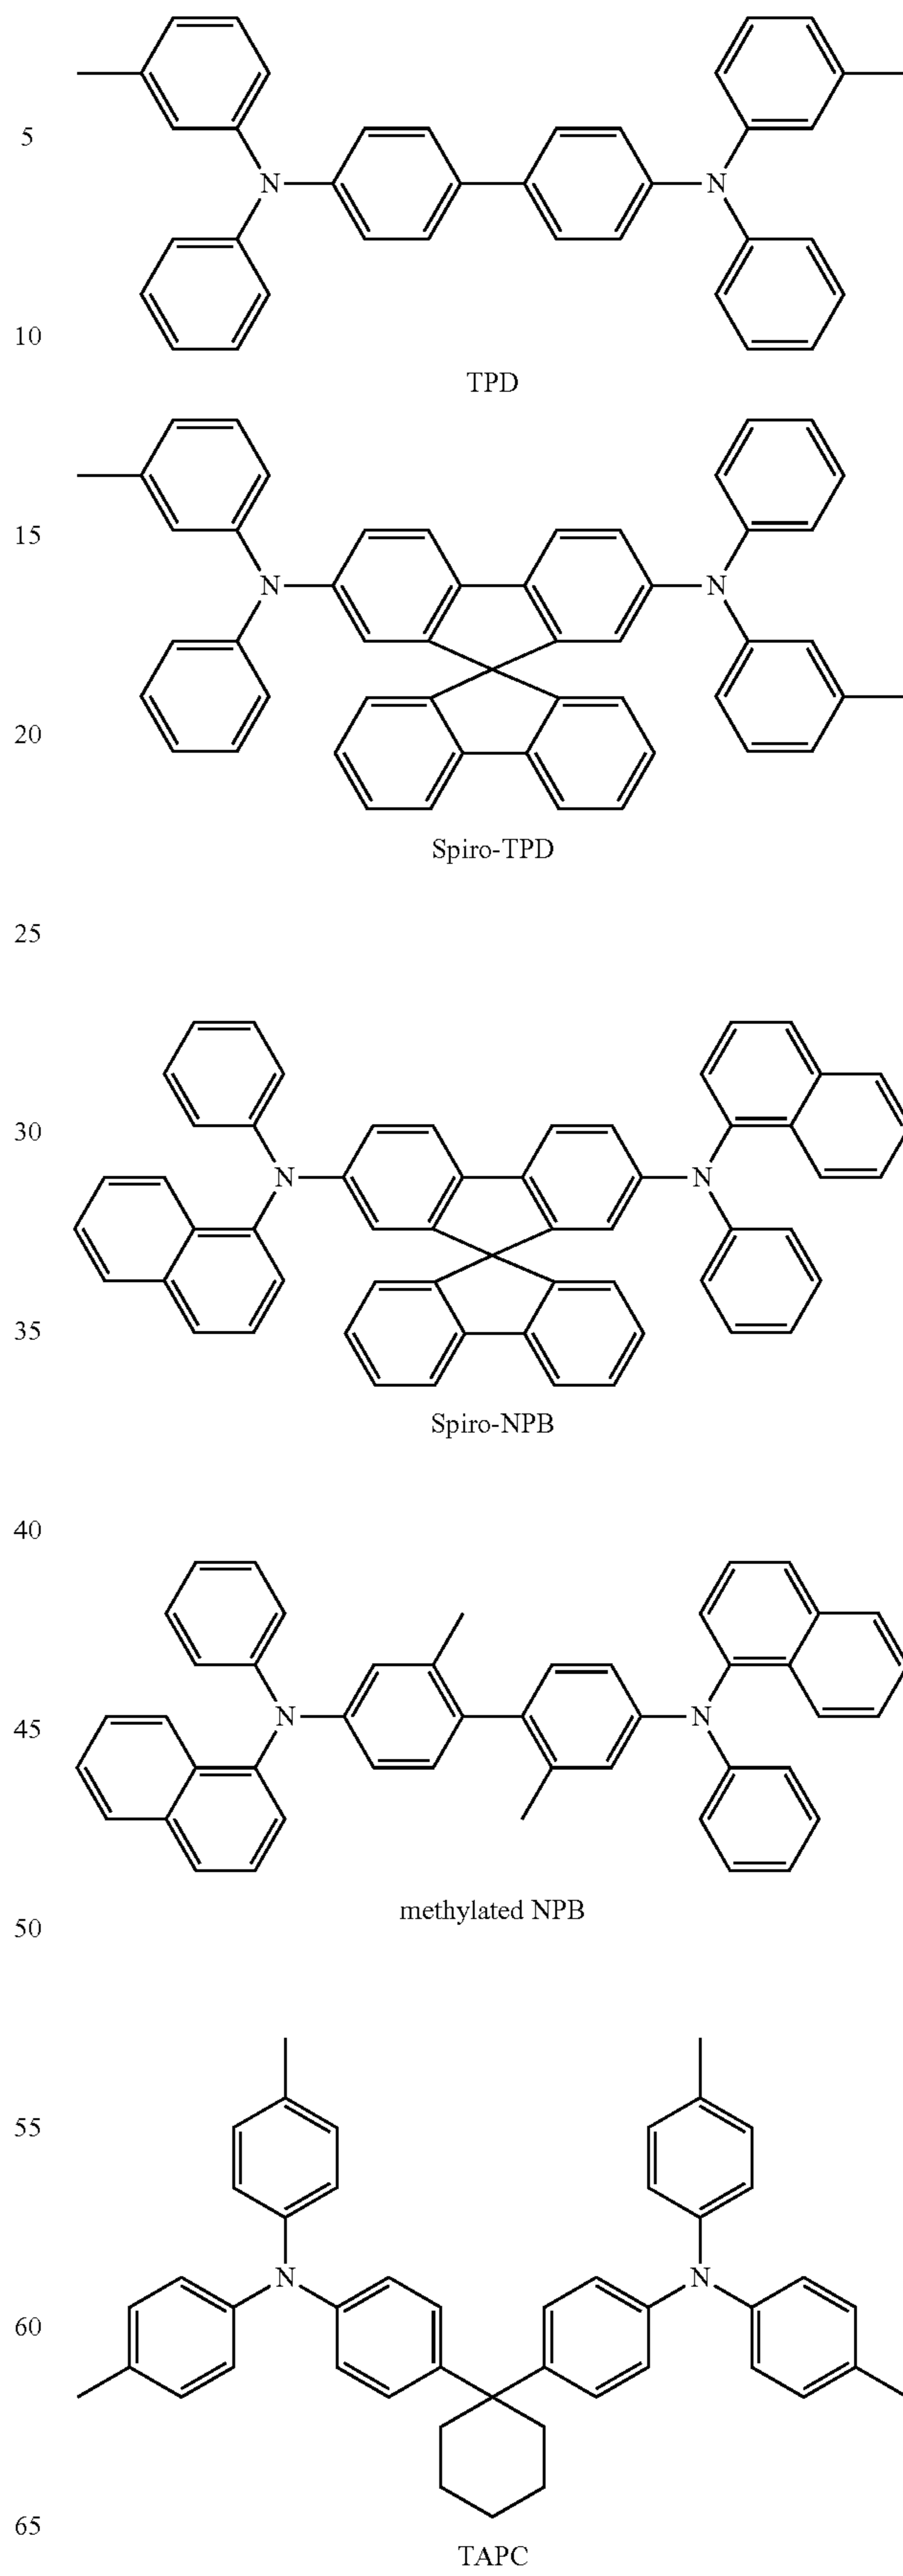 5
N N
10
TPD
15
N N
20
Spiro-TPD
25
30
N N
35
Spiro-NPB
40
45
N N
50
methylated NPB
55
N N
60
65
TAPC